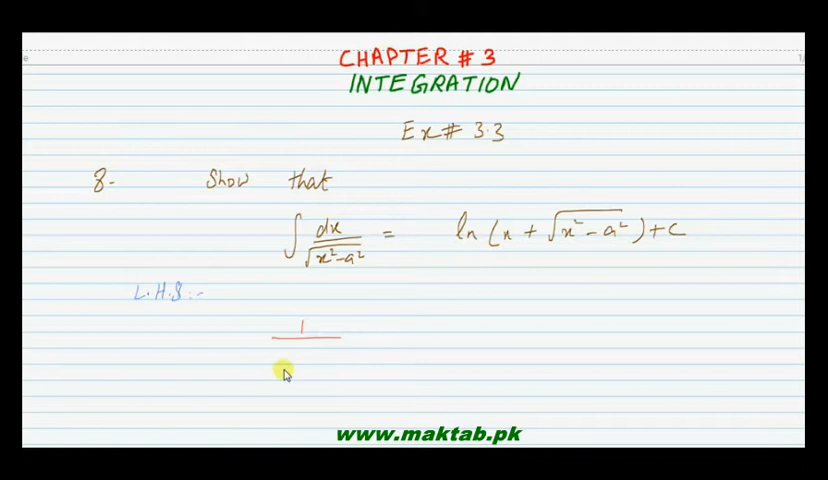 CHAPTER # 3
INTEGRATION
Ex# 3.3
8- Show that
∫ dx/√(x²-a²) = ln (x + √(x²-a²)) + c
L.H.S:-
1
www.maktab.pk